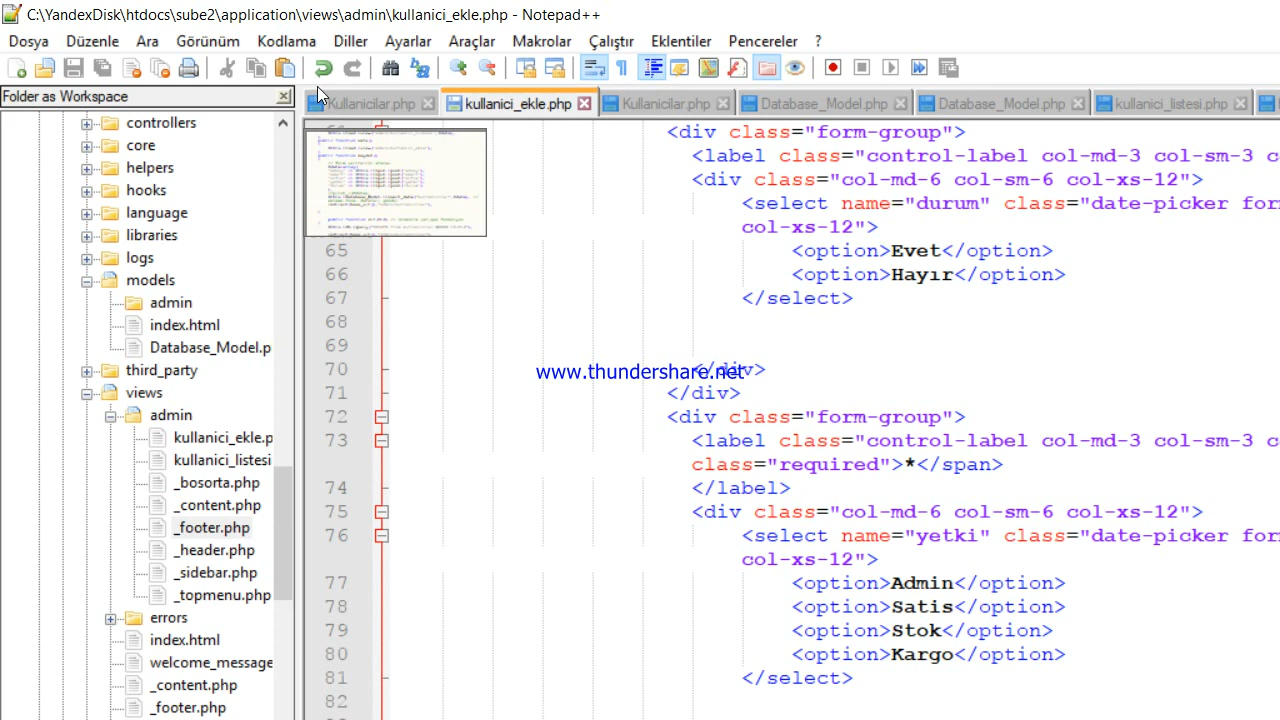 C:\YandexDisk\htdocs\sube2\application\views\admin\kullanici_ekle.php - Notepad++
Dosya Düzenle Ara Görünüm Kodlama Diller Ayarlar Araçlar Makrolar Çalıştır Eklentiler Pencereler ?
Folder as Workspace
Kullanicilar.php kullanici_ekle.php Kullanicilar.php Database_Model.php Database_Model.php kullanici_listesi.php
controllers
core
helpers
hooks
language
libraries
logs
models
admin
index.html
Database_Model.p
third_party
views
admin
kullanici_ekle.p
kullanici_listesi
_bosorta.php
_content.php
_footer.php
_header.php
_sidebar.php
_topmenu.php
errors
index.html
welcome_message
_content.php
_footer.php
<div class="form-group">
<label class="control-label col-md-3 col-sm-3 c
<div class="col-md-6 col-sm-6 col-xs-12">
<select name="durum" class="date-picker for
col-xs-12">
65 <option>Evet</option>
66 <option>Hayır</option>
67 </select>
68
69
70 </div>
www.thundershare.net
71 </div>
72 <div class="form-group">
73 <label class="control-label col-md-3 col-sm-3 c
class="required">*</span>
74 </label>
75 <div class="col-md-6 col-sm-6 col-xs-12">
76 <select name="yetki" class="date-picker for
col-xs-12">
77 <option>Admin</option>
78 <option>Satis</option>
79 <option>Stok</option>
80 <option>Kargo</option>
81 </select>
82